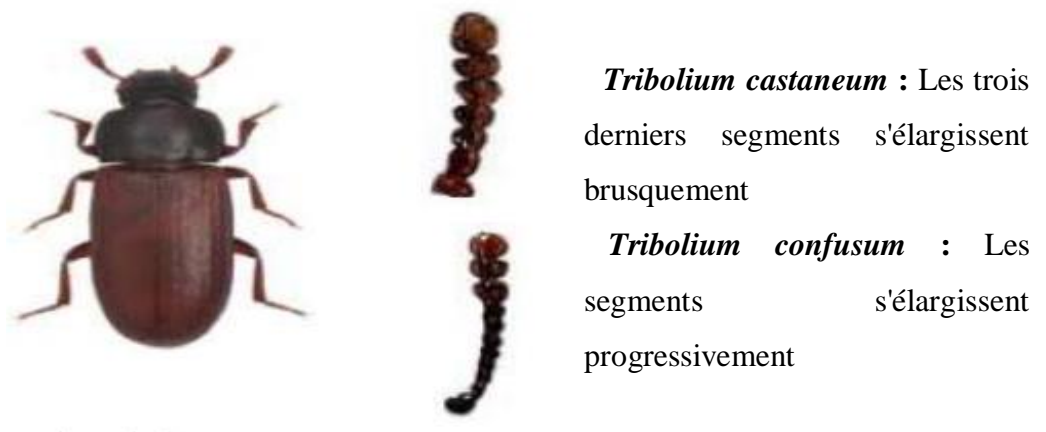 Tribolium castaneum : Les trois
derniers segments s'élargissent
brusquement
Tribolium confusum : Les
segments s'élargissent
progressivement